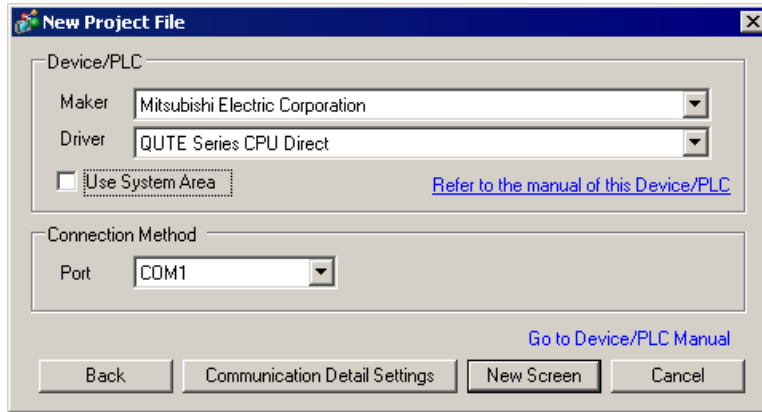 New Project File
Device/PLC
Maker Mitsubishi Electric Corporation
Driver QUTE Series CPU Direct
Use System Area Refer to the manual of this Device/PLC
Connection Method
Port COM1
Go to Device/PLC Manual
Back Communication Detail Settings New Screen Cancel